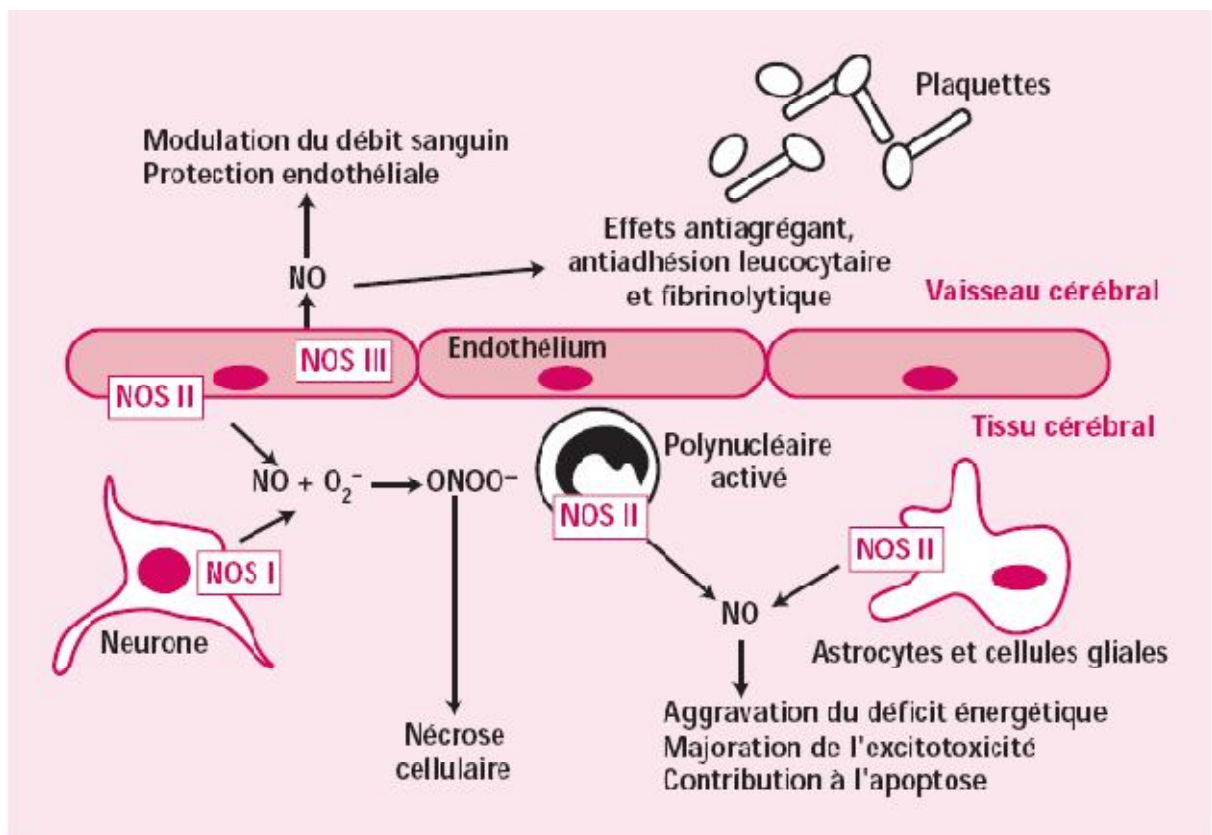 Plaquettes
Modulation du débit sanguin
Protection endothéliale
Effets antiagrégant,
antiadhésion leucocytaire
et fibrinolytique
NO
Vaisseau cérébral
NOS III
Endothélium
NOS II
Tissu cérébral
Polynucléaire
activé
NO + O₂⁻
ONOO⁻
NOS II
NOS II
NOS I
NO
Neurone
Astrocytes et cellules gliales
Aggravation du déficit énergétique
Majoration de l'excitotoxicité
Contribution à l'apoptose
Nécrose
cellulaire